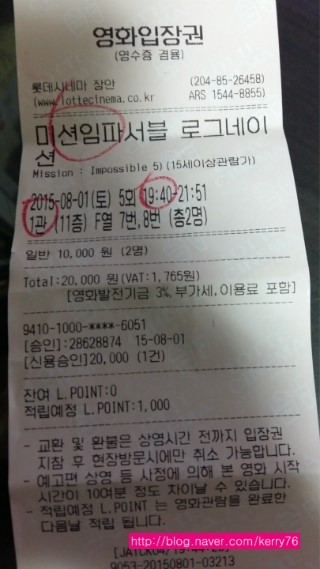 영화입장권
(영수증 겸용)
롯데시네마 장안 (204-85-26458)
(www.lottecinema.co.kr ARS 1544-8855)
미션임파서블 로그네이
션
Mission : Impossible 5) (15세이상관람가)
2015-08-01(토) 5회 19:40-21:51
1관 (11층) F열 7번,8번 (총2명)
일반 10,000 원 (2명)
Total:20,000 원(VAT:1,765원)
[영화발전기금 3%,부가세,이용료 포함]
9410-1000-****-6051
[승인]:28628874 15-08-01
[신용승인]20,000 (1건)
잔여 L.POINT:0
적립예정 L.POINT:1,000
- 교환 및 환불은 상영시간 전까지 입장권
지참 후 현장방문시에만 취소 가능합니다.
- 예고편 상영 등 사정에 의해 본 영화 시작
시간이 10여분 정도 차이날 수 있습니다.
- 적립예정 L.POINT 는 영화관람을 완료한
다음날 적립 됩니다.
9053-20150801-03213
http://blog.naver.com/kerry76